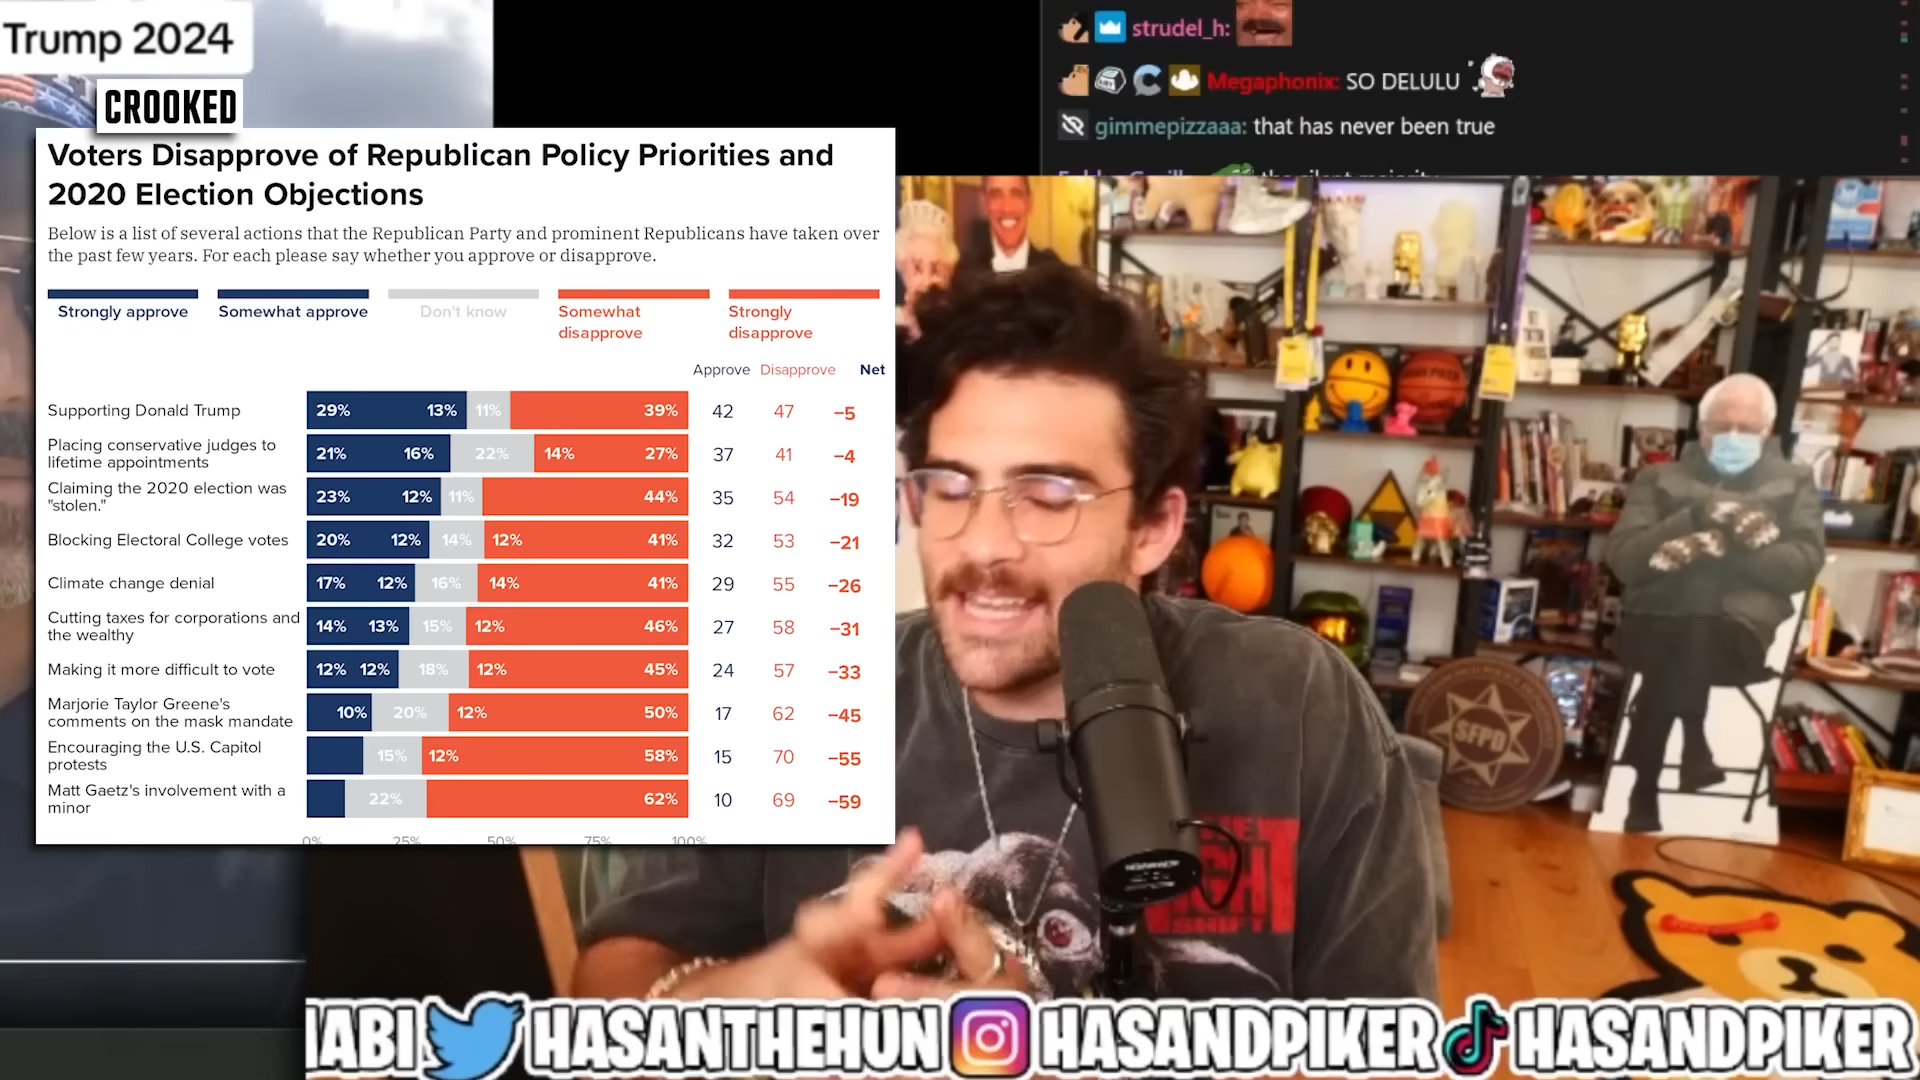 Trump 2024
CROOKED
Voters Disapprove of Republican Policy Priorities and
2020 Election Objections
Below is a list of several actions that the Republican Party and prominent Republicans have taken over
the past few years. For each please say whether you approve or disapprove.
Strongly approve Somewhat approve Don't know Somewhat disapprove Strongly disapprove
Approve Disapprove Net
Supporting Donald Trump 29% 13% 11% 39% 42 47 −5
Placing conservative judges to
lifetime appointments 21% 16% 22% 14% 27% 37 41 −4
Claiming the 2020 election was
"stolen." 23% 12% 11% 44% 35 54 −19
Blocking Electoral College votes 20% 12% 14% 12% 41% 32 53 −21
Climate change denial 17% 12% 16% 14% 41% 29 55 −26
Cutting taxes for corporations and
the wealthy 14% 13% 15% 12% 46% 27 58 −31
Making it more difficult to vote 12% 12% 18% 12% 45% 24 57 −33
Marjorie Taylor Greene's
comments on the mask mandate 10% 20% 12% 50% 17 62 −45
Encouraging the U.S. Capitol
protests 15% 12% 58% 15 70 −55
Matt Gaetz's involvement with a
minor 22% 62% 10 69 −59
0% 25% 50% 75% 100%
strudel_h:
Megaphonix: SO DELULU
gimmepizzaaa: that has never been true
the silent majority
SFPD
SHIFT
HASANTHEHUN HASANDPIKER HASANDPIKER